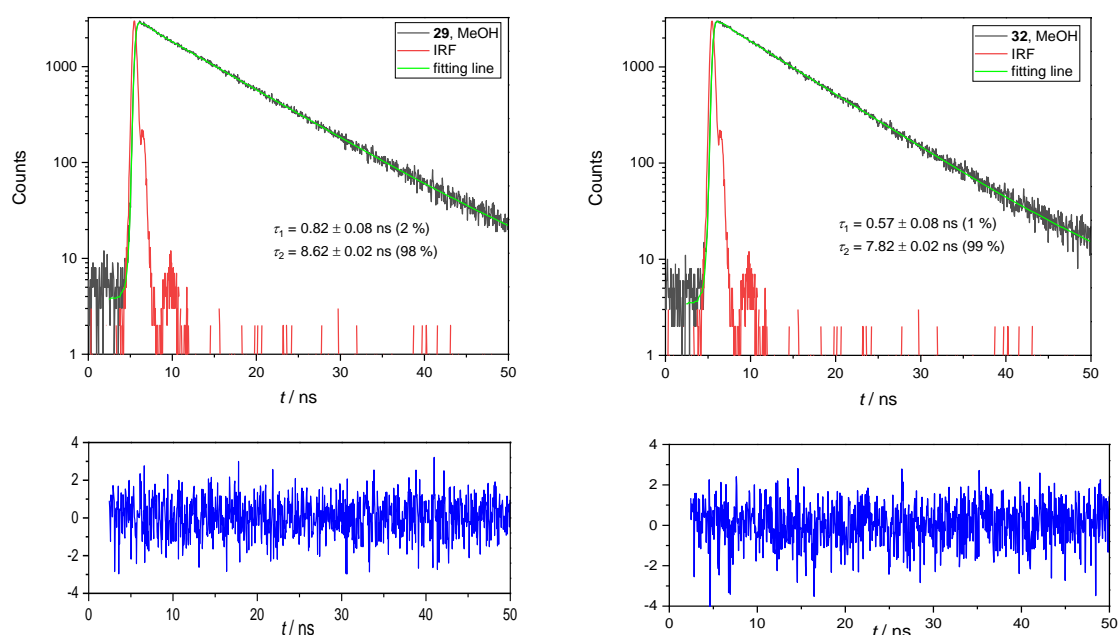 29, MeOH
IRF
fitting line
1000
100
10
1
Counts
τ1 = 0.82 ± 0.08 ns (2 %)
τ2 = 8.62 ± 0.02 ns (98 %)
0 10 20 30 40 50
t / ns
32, MeOH
IRF
fitting line
1000
100
10
1
Counts
τ1 = 0.57 ± 0.08 ns (1 %)
τ2 = 7.82 ± 0.02 ns (99 %)
0 10 20 30 40 50
t / ns
4
2
0
-2
-4
0 10 20 30 40 50
t / ns
4
2
0
-2
-4
0 10 20 30 40 50
t / ns